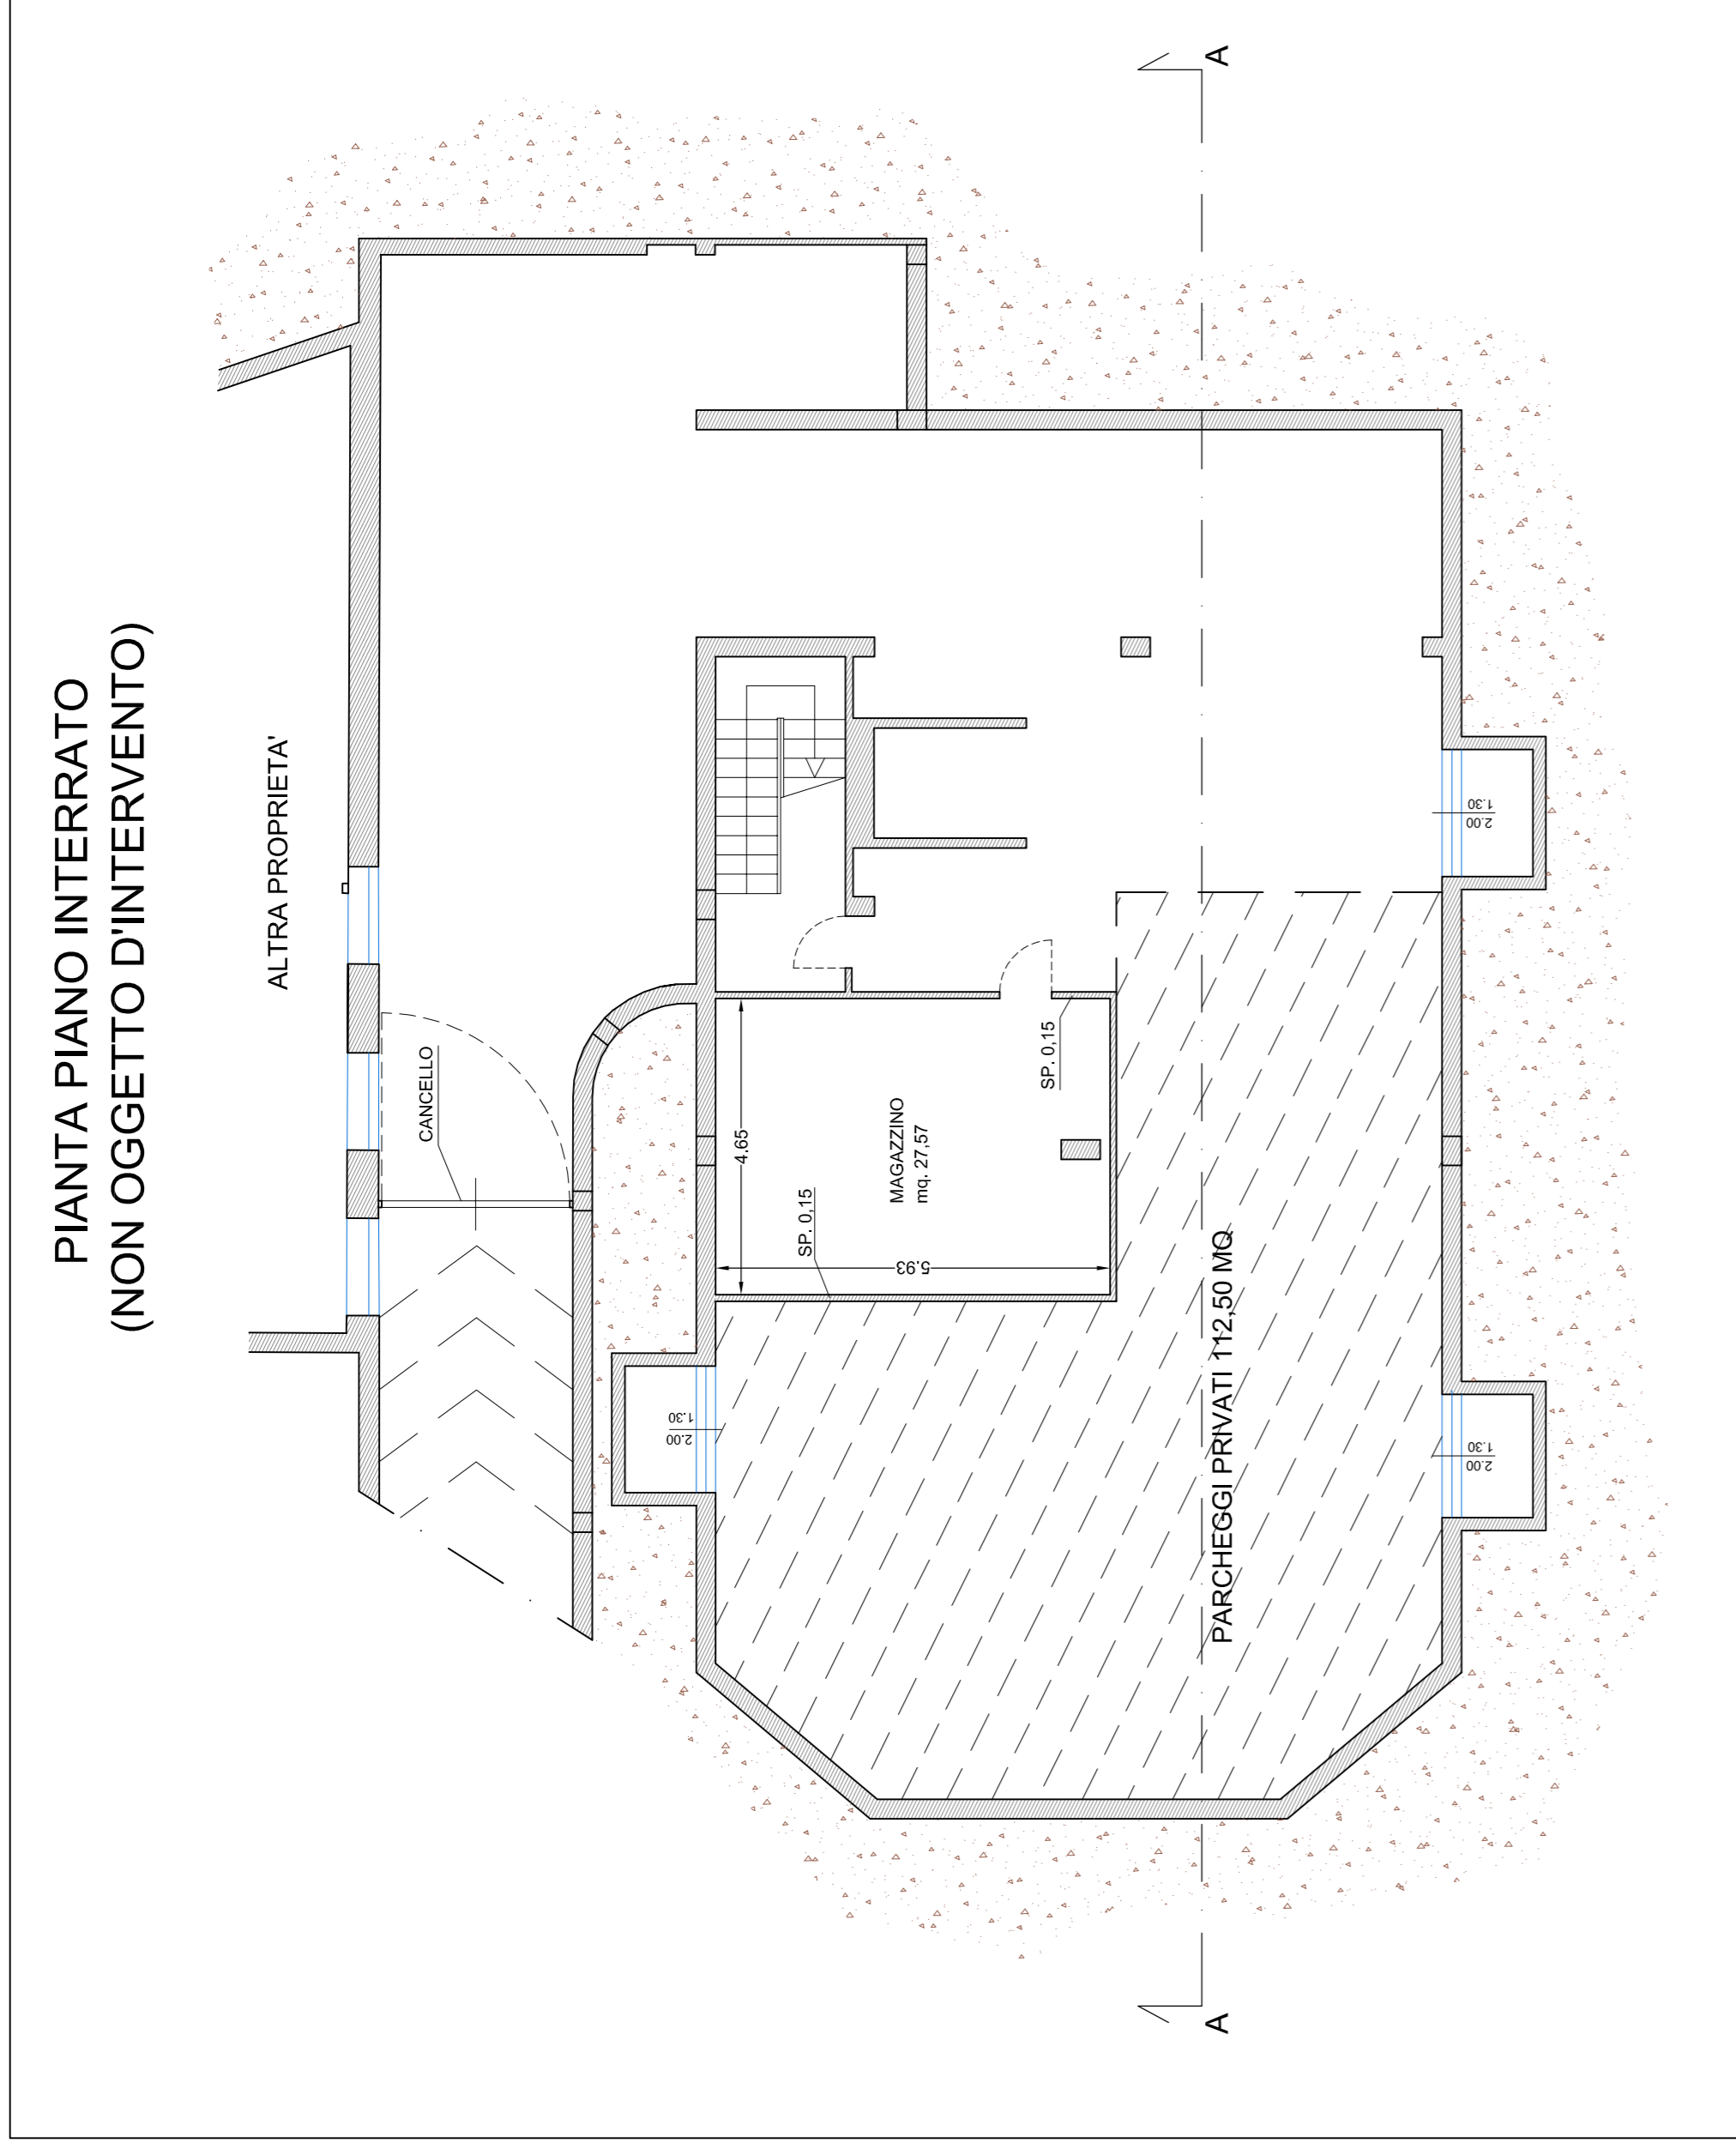 PIANTA PIANO INTERRATO
(NON OGGETTO D'INTERVENTO)
ALTRA PROPRIETA'
CANCELLO
1.30
2.00
4.65
SP. 0,15
5.93
MAGAZZINO
mq. 27,57
SP. 0,15
PARCHEGGI PRIVATI 112,50 MQ
A
A
1.30
2.00
1.30
2.00